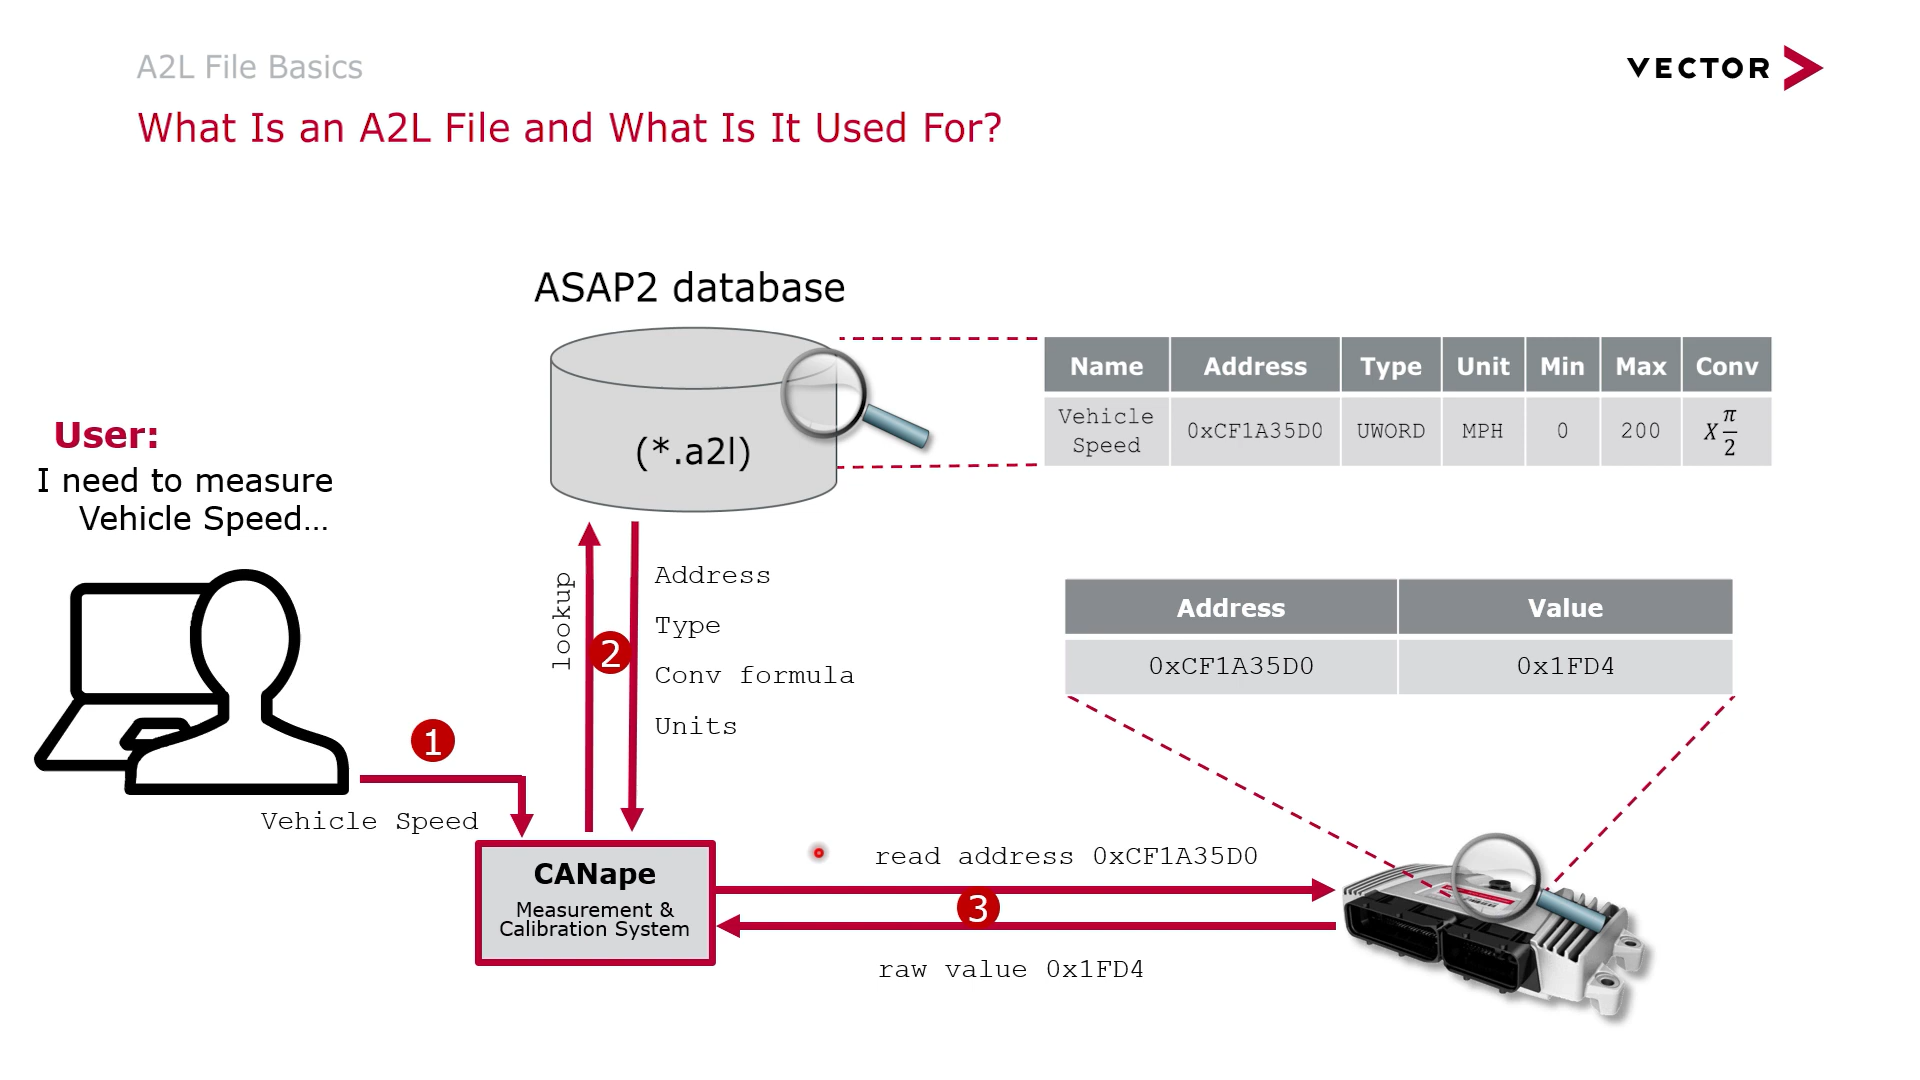 A2L File Basics
VECTOR
What Is an A2L File and What Is It Used For?
ASAP2 database
(*.a2l)
Name Address Type Unit Min Max Conv
Vehicle
Speed
0xCF1A35D0 UWORD MPH 0 200 X π/2
User:
I need to measure
Vehicle Speed...
lookup
2
Address
Type
Conv formula
Units
Address Value
0xCF1A35D0 0x1FD4
1
Vehicle Speed
CANape
Measurement &
Calibration System
read address 0xCF1A35D0
3
raw value 0x1FD4